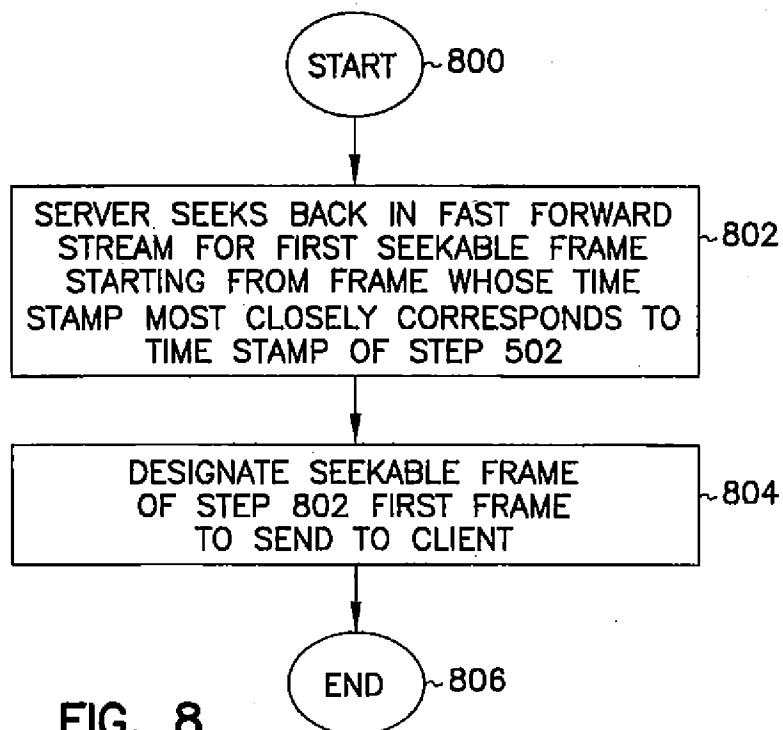 START
~800
SERVER SEEKS BACK IN FAST FORWARD
STREAM FOR FIRST SEEKABLE FRAME
STARTING FROM FRAME WHOSE TIME
STAMP MOST CLOSELY CORRESPONDS TO
TIME STAMP OF STEP 502
~802
DESIGNATE SEEKABLE FRAME
OF STEP 802 FIRST FRAME
TO SEND TO CLIENT
~804
END
~806
FIG. 8